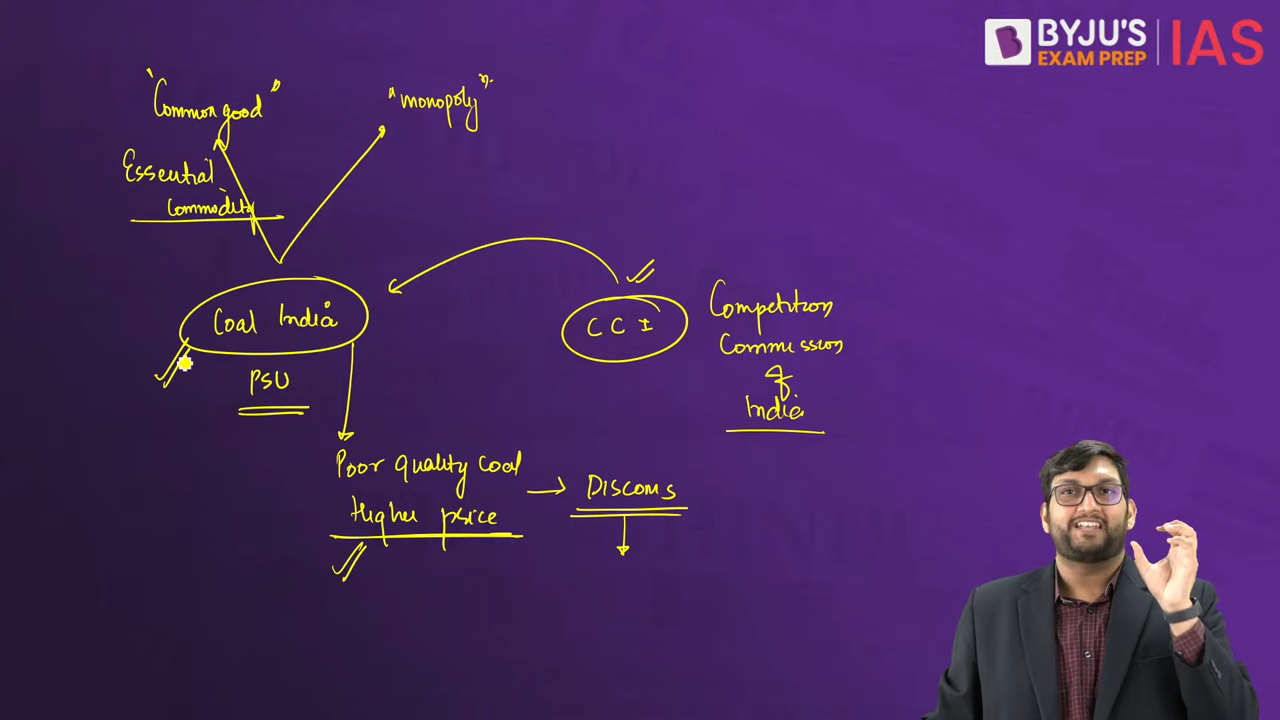 BYJU'S
EXAM PREP
IAS
"Common good"
"monopoly".
Essential
Commodity
Coal India
PSU
CCI
Competition
Commission
of
India
Poor quality coal
Higher price
Discoms